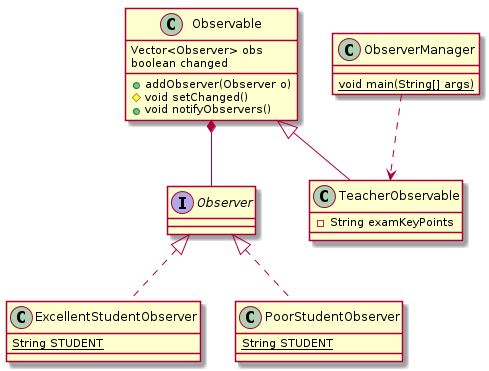 C Observable
Vector<Observer> obs
boolean changed
addObserver(Observer o)
void setChanged()
void notifyObservers()
C ObserverManager
void main(String[] args)
I Observer
C TeacherObservable
String examKeyPoints
C ExcellentStudentObserver
String STUDENT
C PoorStudentObserver
String STUDENT